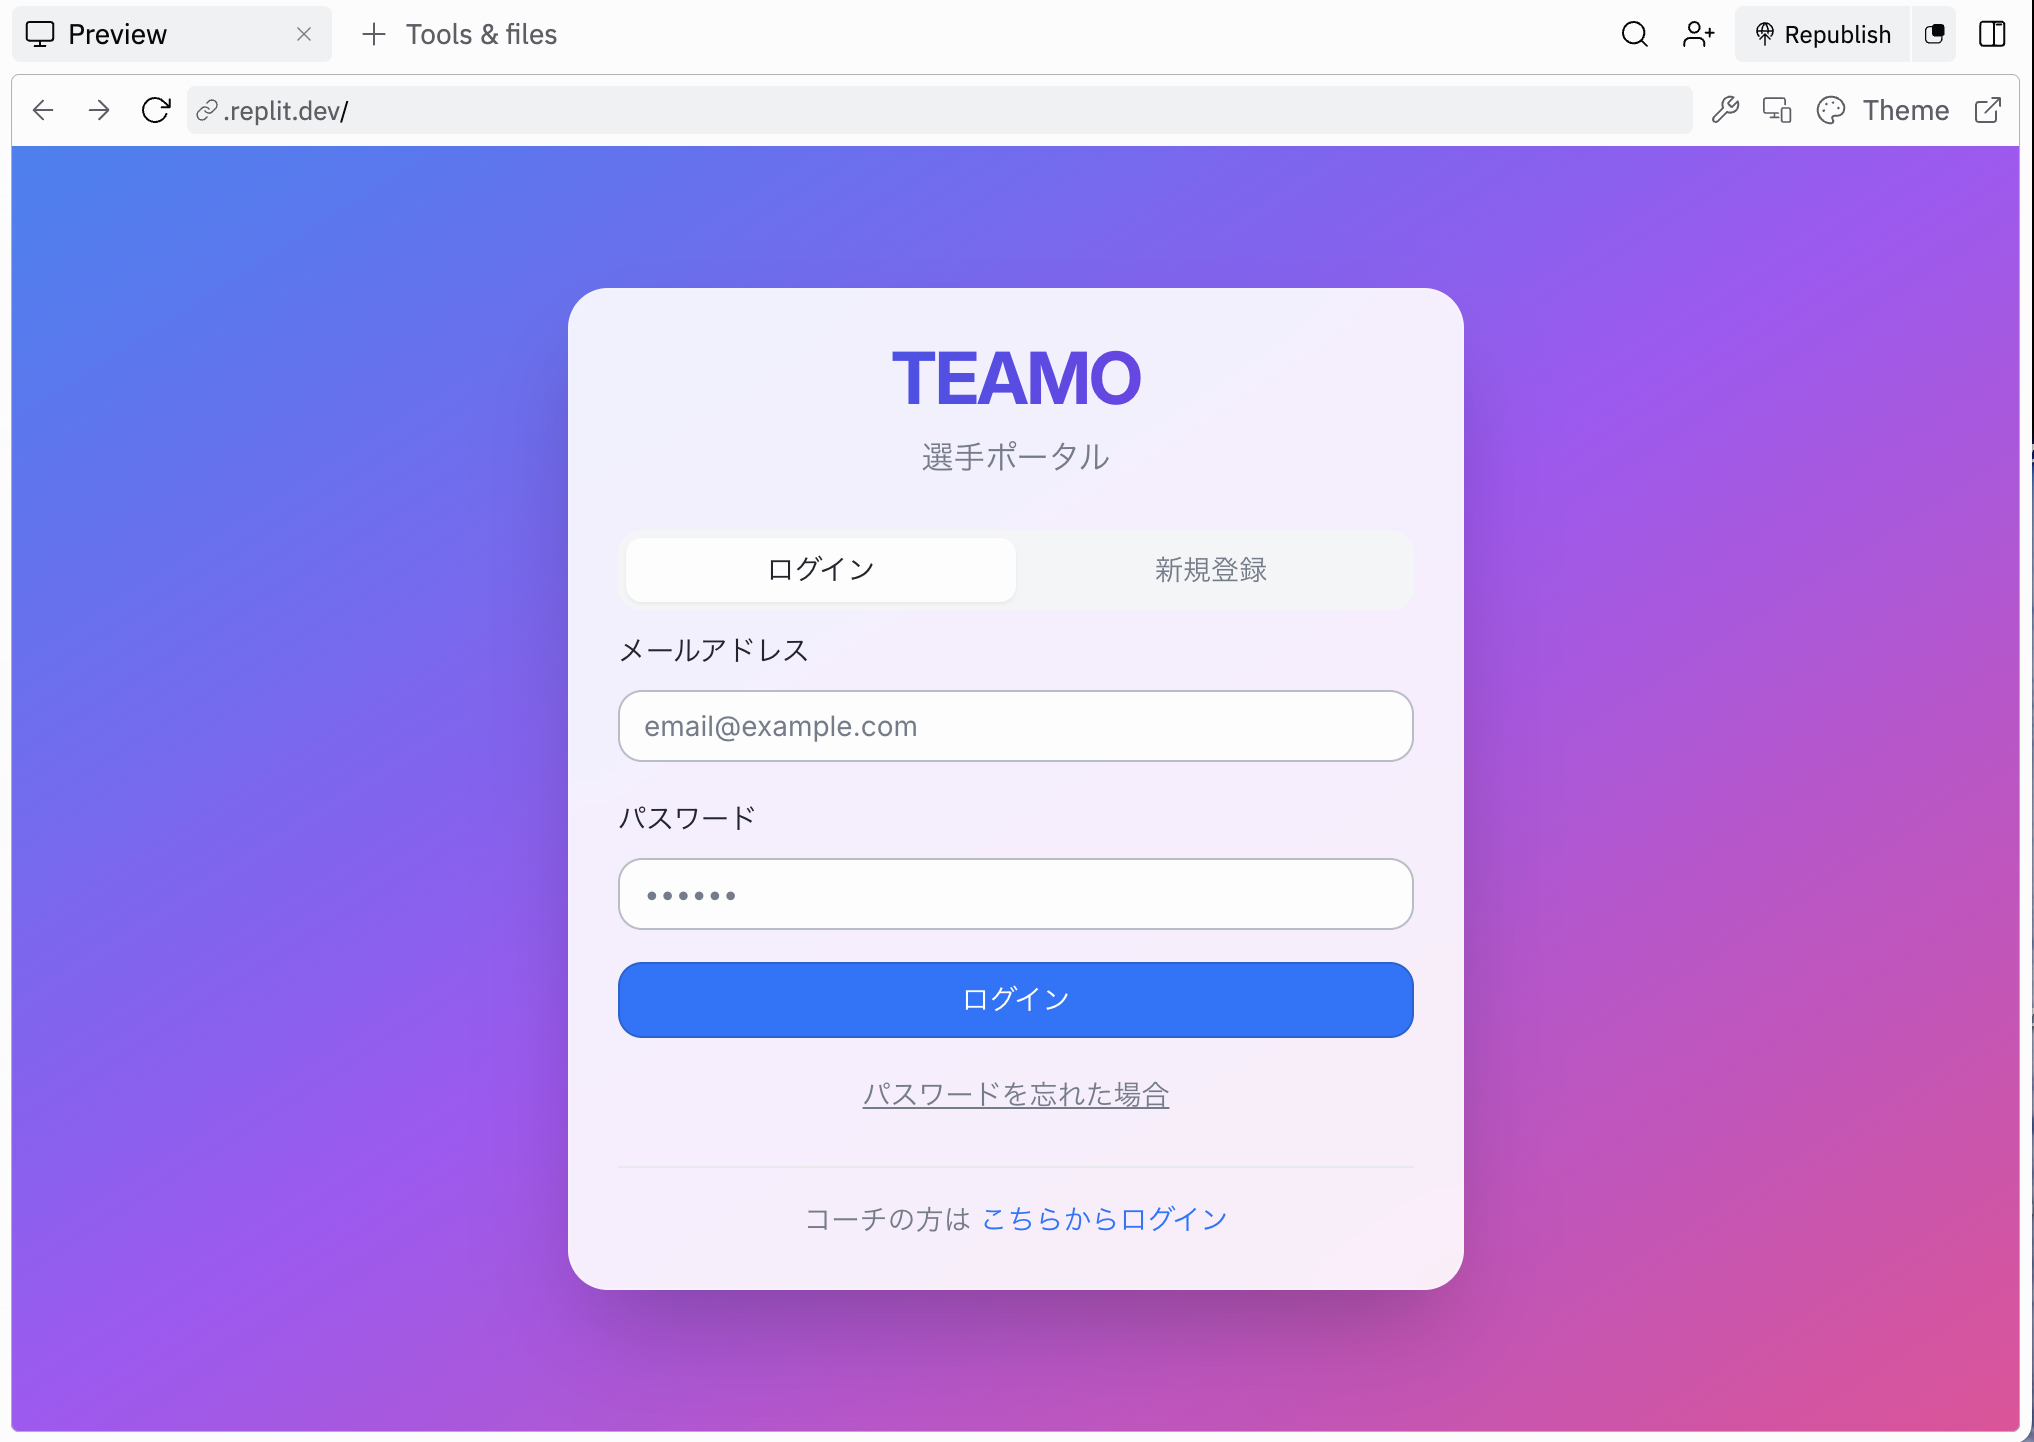 Preview
Tools & files
Republish
.replit.dev/
Theme
TEAMO
選手ポータル
ログイン
新規登録
メールアドレス
email@example.com
パスワード
••••••
ログイン
パスワードを忘れた場合
コーチの方は こちらからログイン